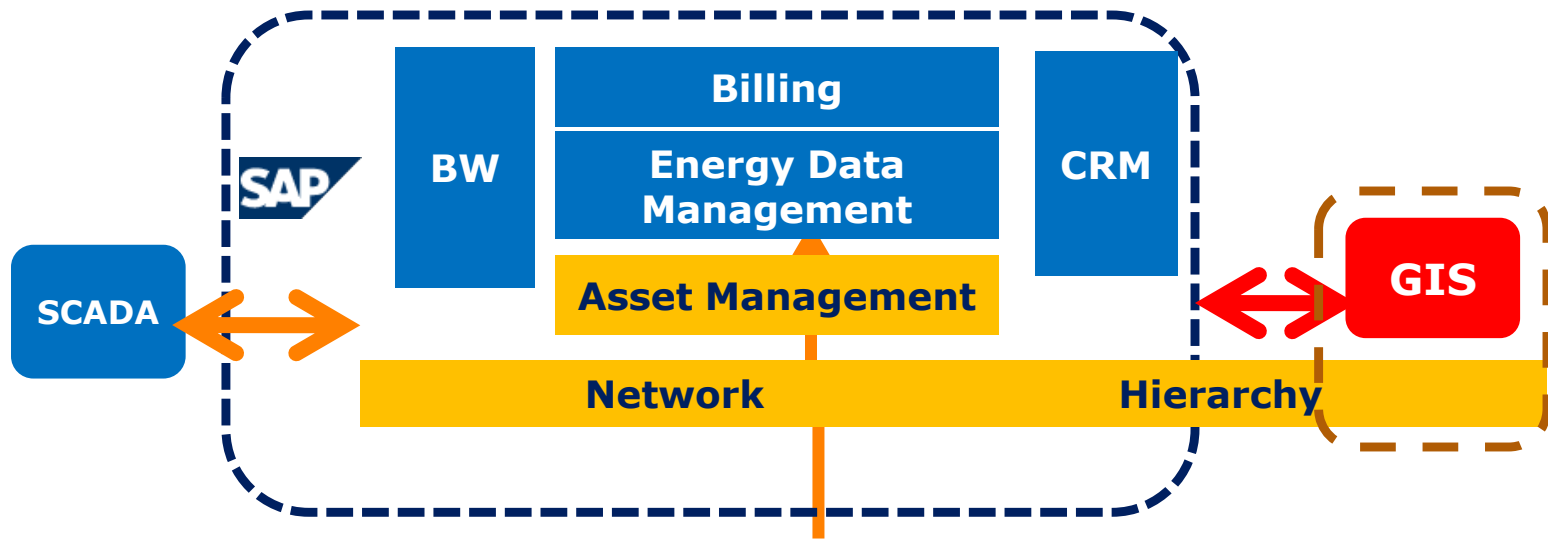 Billing
BW
Energy Data
Management
CRM
SAP
GIS
Asset Management
SCADA
Network Hierarchy